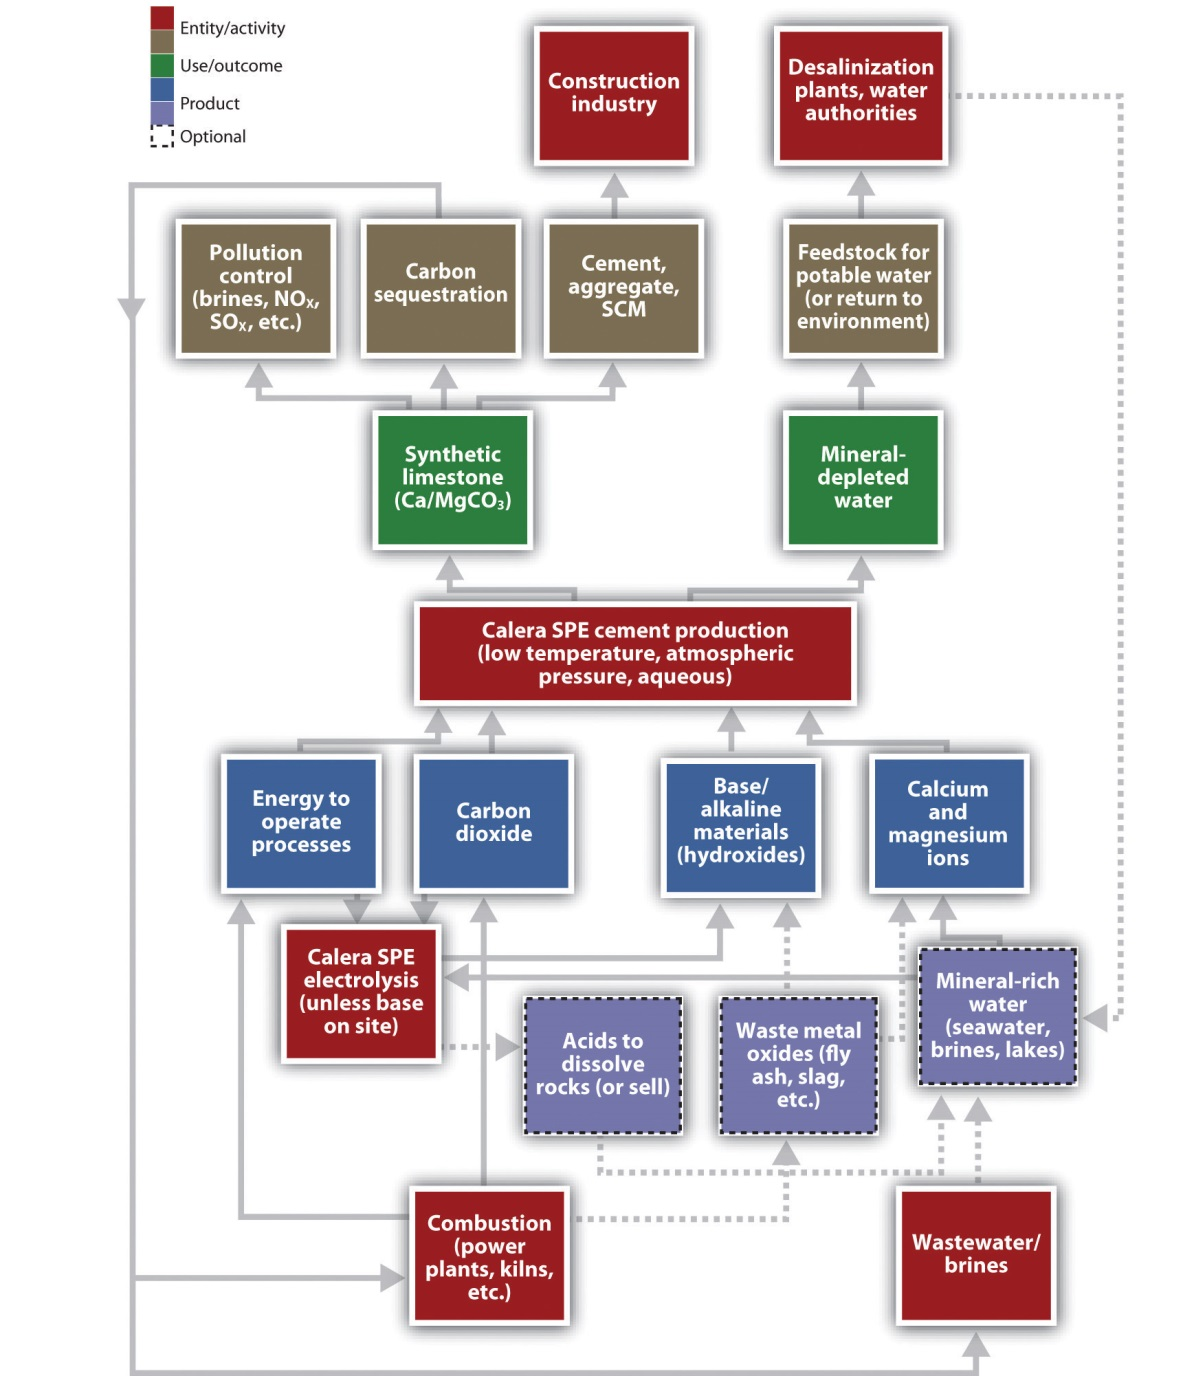 Entity/activity
Use/outcome
Product
Optional
Construction
industry
Desalinization
plants, water
authorities
Pollution
control
(brines, NOₓ,
SOₓ, etc.)
Carbon
sequestration
Cement,
aggregate,
SCM
Feedstock for
potable water
(or return to
environment)
Synthetic
limestone
(Ca/MgCO₃)
Mineral-
depleted
water
Calera SPE cement production
(low temperature, atmospheric
pressure, aqueous)
Energy to
operate
processes
Carbon
dioxide
Base/
alkaline
materials
(hydroxides)
Calcium
and
magnesium
ions
Calera SPE
electrolysis
(unless base
on site)
Acids to
dissolve
rocks (or sell)
Waste metal
oxides (fly
ash, slag,
etc.)
Mineral-rich
water
(seawater,
brines, lakes)
Combustion
(power
plants, kilns,
etc.)
Wastewater/
brines